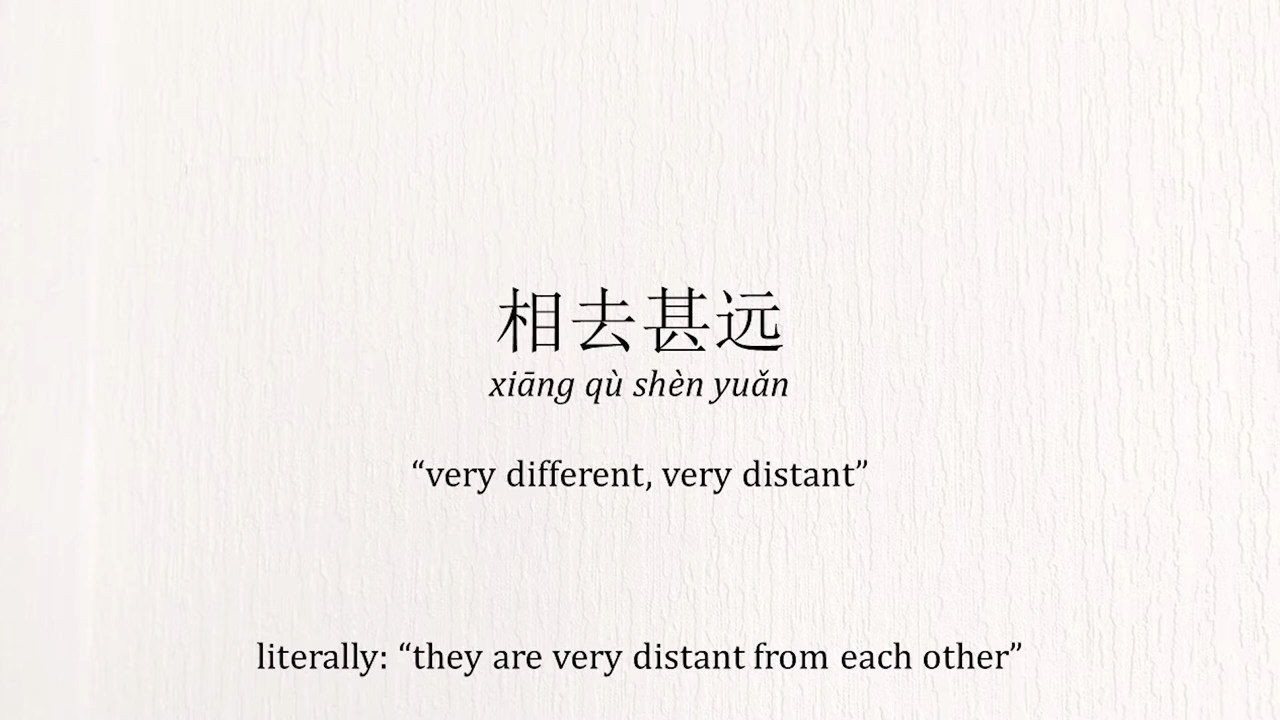 相去甚远
xiāng qù shèn yuǎn
“very different, very distant”
literally: “they are very distant from each other”